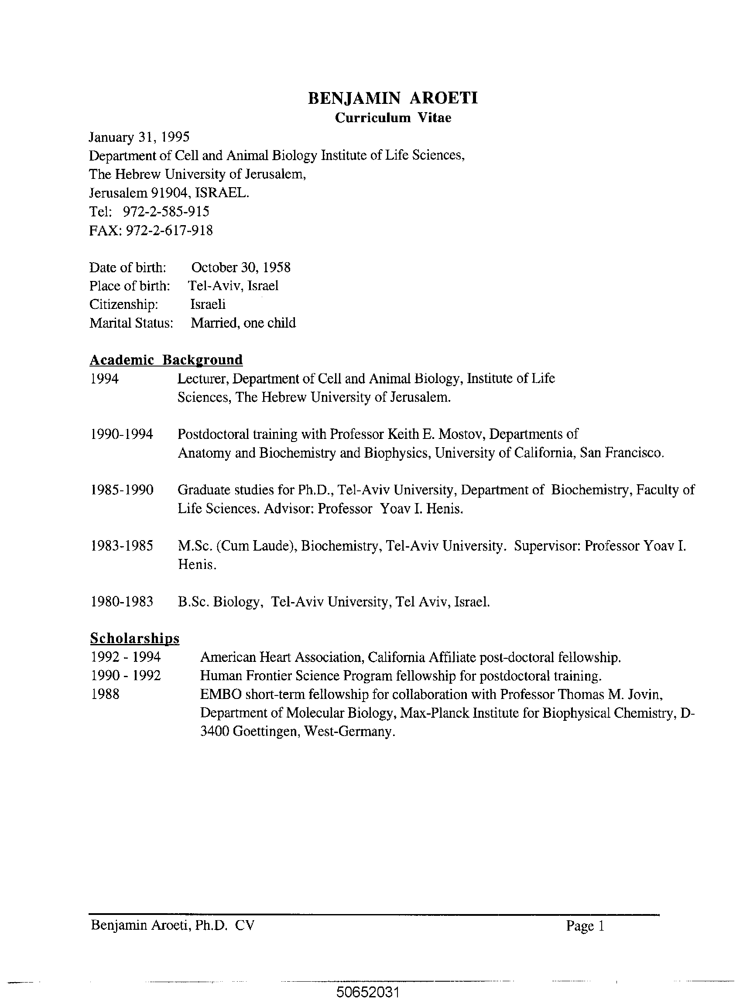 BENJAMIN AROETI
Curriculum Vitae
January 31, 1995
Department of Cell and Animal Biology Institute of Life Sciences,
The Hebrew University of Jerusalem,
Jerusalem 91904, ISRAEL.
Tel: 972-2-585-915
FAX: 972-2-617-918
Date of birth: October 30, 1958
Place of birth: Tel-Aviv, Israel
Citizenship: Israeli
Marital Status: Married, one child
Academic Background
1994 Lecturer, Department of Cell and Animal Biology, Institute of Life
Sciences, The Hebrew University of Jerusalem.
1990-1994 Postdoctoral training with Professor Keith E. Mostov, Departments of
Anatomy and Biochemistry and Biophysics, University of California, San Francisco.
1985-1990 Graduate studies for Ph.D., Tel-Aviv University, Department of Biochemistry, Faculty of
Life Sciences. Advisor: Professor Yoav I. Henis.
1983-1985 M.Sc. (Cum Laude), Biochemistry, Tel-Aviv University. Supervisor: Professor Yoav I.
Henis.
1980-1983 B.Sc. Biology, Tel-Aviv University, Tel Aviv, Israel.
Scholarships
1992 - 1994 American Heart Association, California Affiliate post-doctoral fellowship.
1990 - 1992 Human Frontier Science Program fellowship for postdoctoral training.
1988 EMBO short-term fellowship for collaboration with Professor Thomas M. Jovin,
Department of Molecular Biology, Max-Planck Institute for Biophysical Chemistry, D-
3400 Goettingen, West-Germany.
Benjamin Aroeti, Ph.D. CV Page 1
50652031